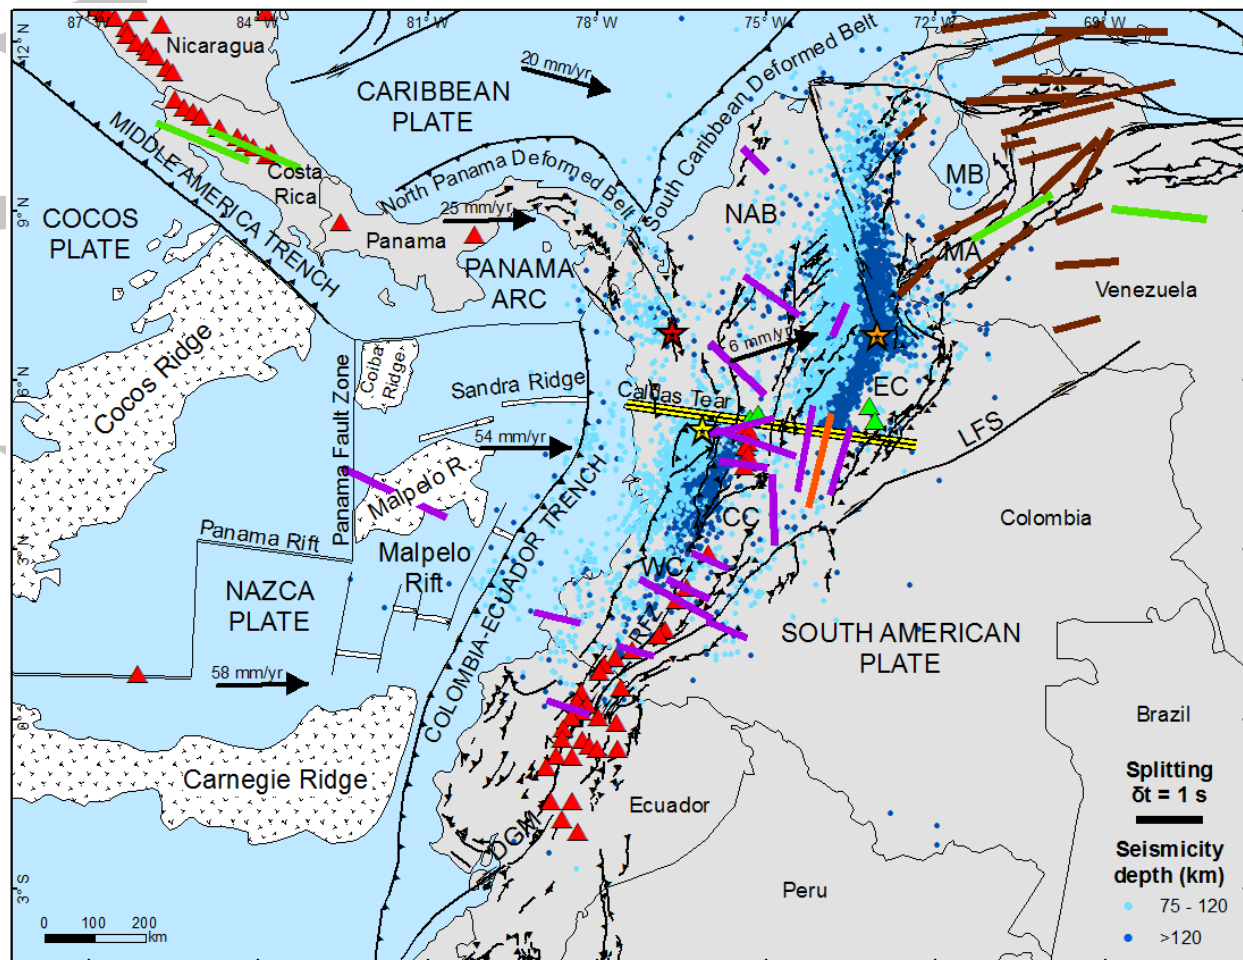 87°W
84°W
81°W
78°W
75°W
72°W
69°W
12°N
9°N
6°N
3°N
0°
3°S
Nicaragua
20 mm/yr
CARIBBEAN
PLATE
South Caribbean Deformed Belt
MIDDLE AMERICA TRENCH
Costa
Rica
North Panama Deformed Belt
MB
COCOS
PLATE
25 mm/yr
Panama
NAB
PANAMA
ARC
MA
Venezuela
Cocos Ridge
Panama Fault Zone
Coiba
Ridge
6 mm/yr
Sandra Ridge
Caldas Tear
EC
LFS
54 mm/yr
Malpelo R.
COLOMBIA-ECUADOR TRENCH
CC
Colombia
Panama Rift
Malpelo
Rift
WC
NAZCA
PLATE
RFZ
SOUTH AMERICAN
PLATE
58 mm/yr
Brazil
Carnegie Ridge
Ecuador
DGM
Peru
Splitting
δt = 1 s
Seismicity
depth (km)
75 - 120
>120
0 100 200
km